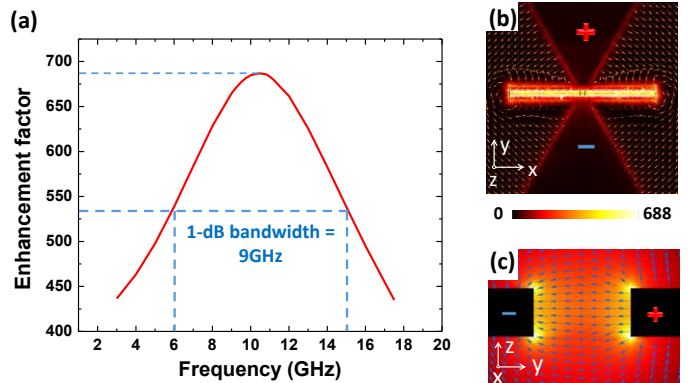 (a)
700
650
600
550
500
450
400
2 4 6 8 10 12 14 16 18 20
Enhancement factor
Frequency (GHz)
1-dB bandwidth =
9GHz
(b)
+
−
y
z x
0 688
(c)
− +
z
x y